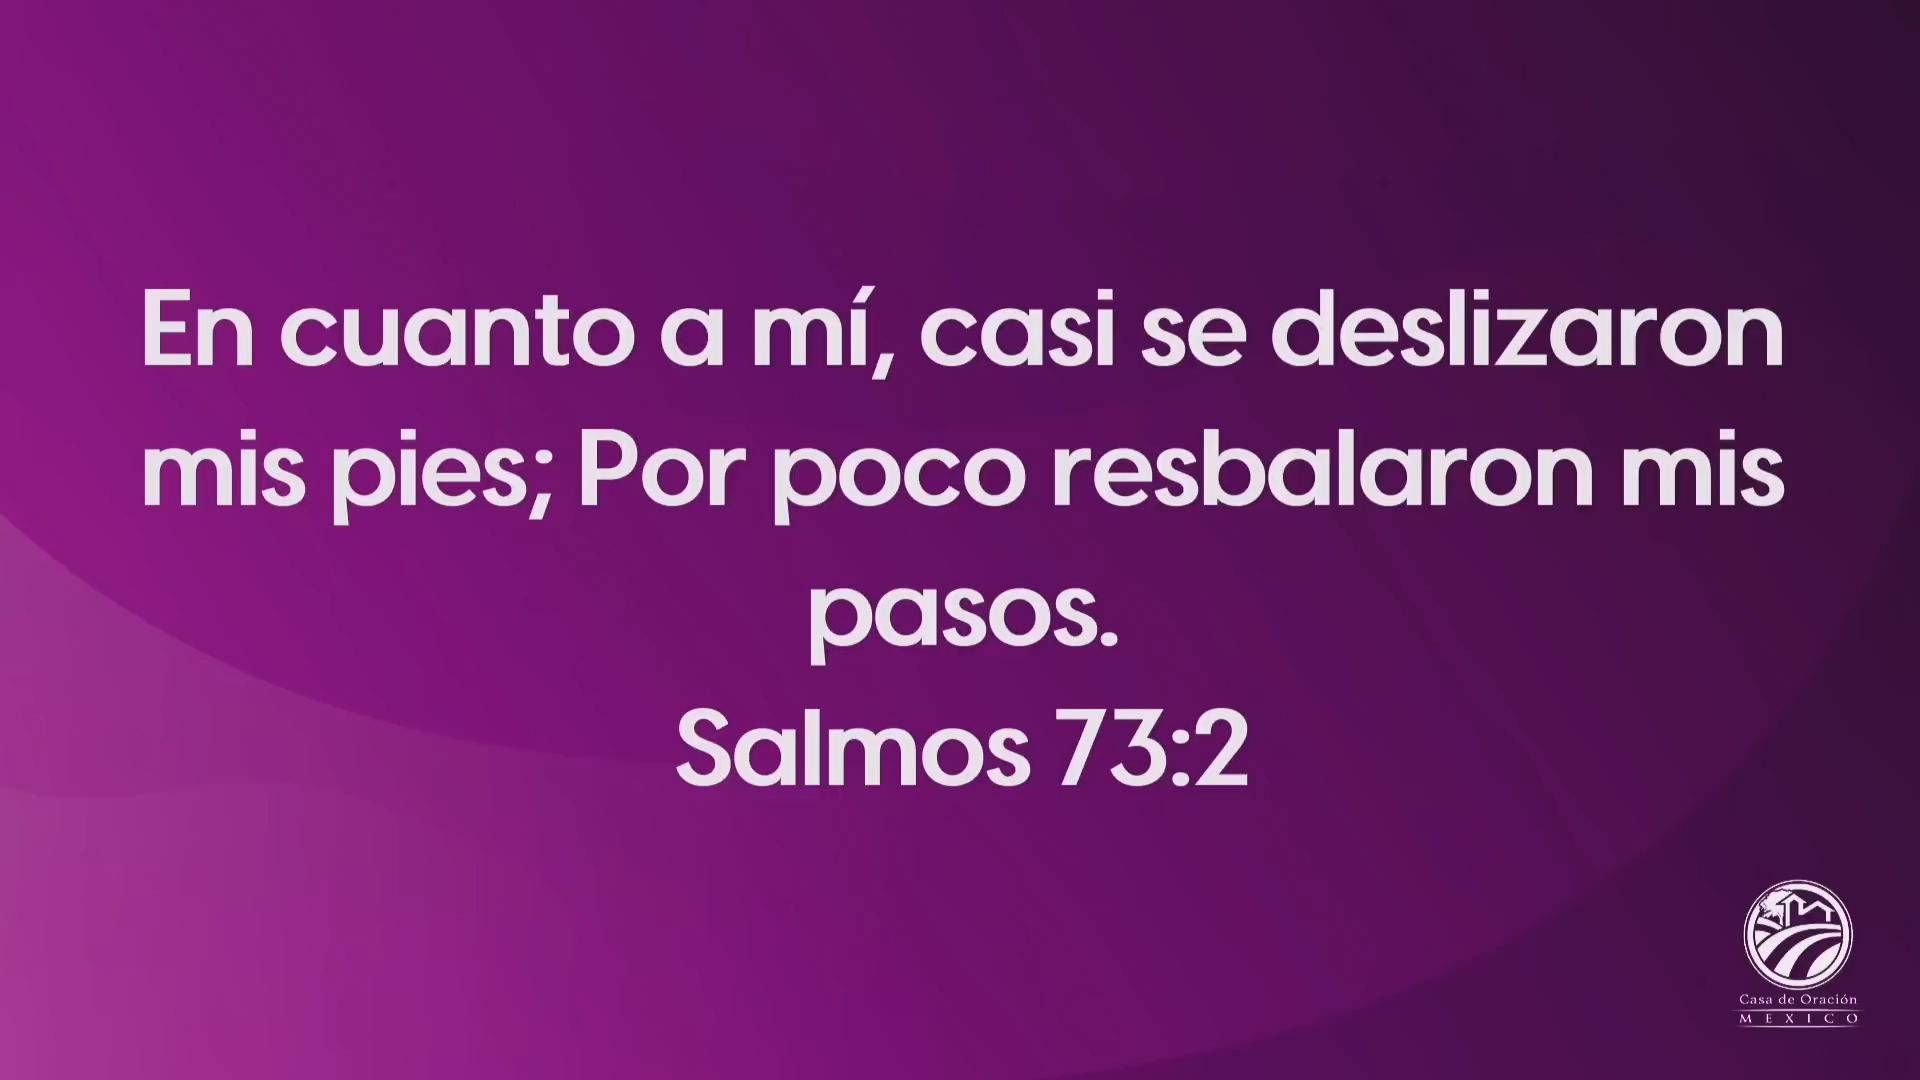 En cuanto a mí, casi se deslizaron
mis pies; Por poco resbalaron mis
pasos.
Salmos 73:2
Casa de Oración
MEXICO